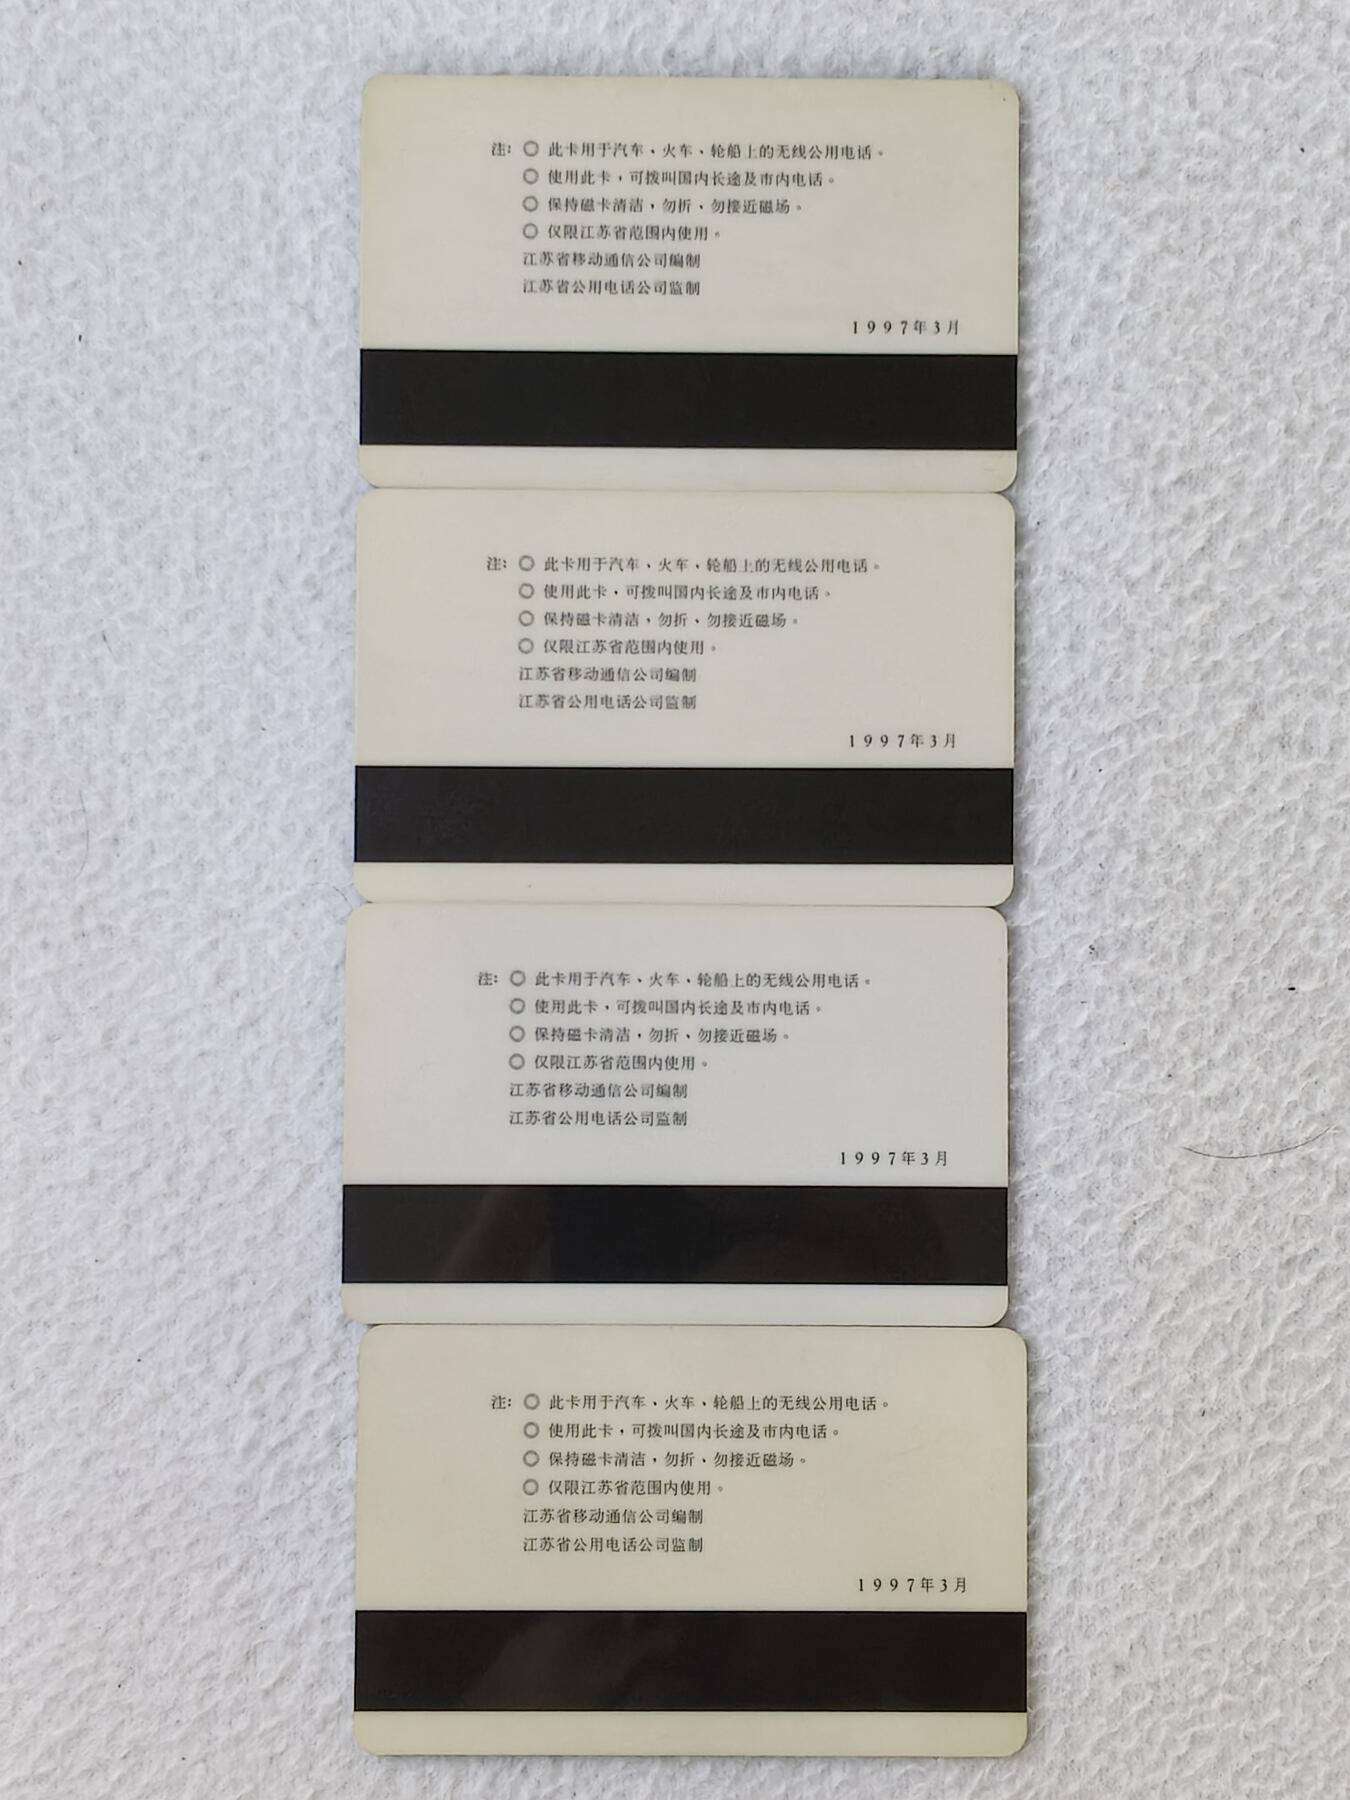 注: ◎ 此卡用于汽车、火车、轮船上的无线公用电话。
◎ 使用此卡，可拨叫国内长途及市内电话。
◎ 保持磁卡清洁，勿折、勿接近磁场。
◎ 仅限江苏省范围内使用。
江苏省移动通信公司编制
江苏省公用电话公司监制
1997年3月
注: ◎ 此卡用于汽车、火车、轮船上的无线公用电话。
◎ 使用此卡，可拨叫国内长途及市内电话。
◎ 保持磁卡清洁，勿折、勿接近磁场。
◎ 仅限江苏省范围内使用。
江苏省移动通信公司编制
江苏省公用电话公司监制
1997年3月
注: ◎ 此卡用于汽车、火车、轮船上的无线公用电话。
◎ 使用此卡，可拨叫国内长途及市内电话。
◎ 保持磁卡清洁，勿折、勿接近磁场。
◎ 仅限江苏省范围内使用。
江苏省移动通信公司编制
江苏省公用电话公司监制
1997年3月
注: ◎ 此卡用于汽车、火车、轮船上的无线公用电话。
◎ 使用此卡，可拨叫国内长途及市内电话。
◎ 保持磁卡清洁，勿折、勿接近磁场。
◎ 仅限江苏省范围内使用。
江苏省移动通信公司编制
江苏省公用电话公司监制
1997年3月